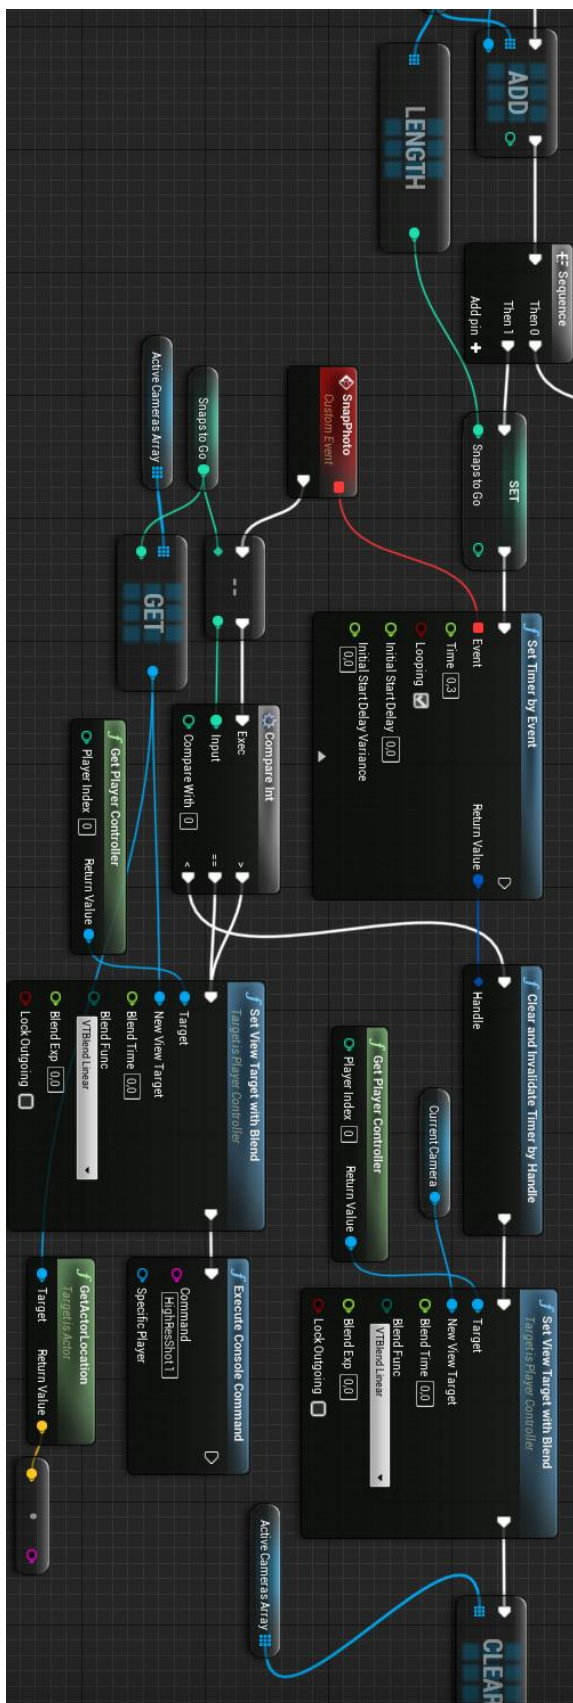 ADD
LENGTH
Sequence
Then 0
Then 1
Add pin
SET
Snaps to Go
SnapPhoto
Custom Event
Active Cameras Array
Snaps to Go
GET
--
Set Timer by Event
Event
Return Value
Time 0,3
Looping
Initial Start Delay 0,0
Initial Start Delay Variance
0,0
Compare Int
Exec
>
Input
==
Compare With 0
<
Get Player Controller
Player Index 0
Return Value
Set View Target with Blend
Target is Player Controller
Target
New View Target
Blend Time 0,0
Blend Func
VTBlend Linear
Blend Exp 0,0
Lock Outgoing
Execute Console Command
Command
HighResShot 1
Specific Player
GetActorLocation
Target is Actor
Target
Return Value
Clear and Invalidate Timer by Handle
Handle
Get Player Controller
Player Index 0
Return Value
Current Camera
Set View Target with Blend
Target is Player Controller
Target
New View Target
Blend Time 0,0
Blend Func
VTBlend Linear
Blend Exp 0,0
Lock Outgoing
Active Cameras Array
CLEAR